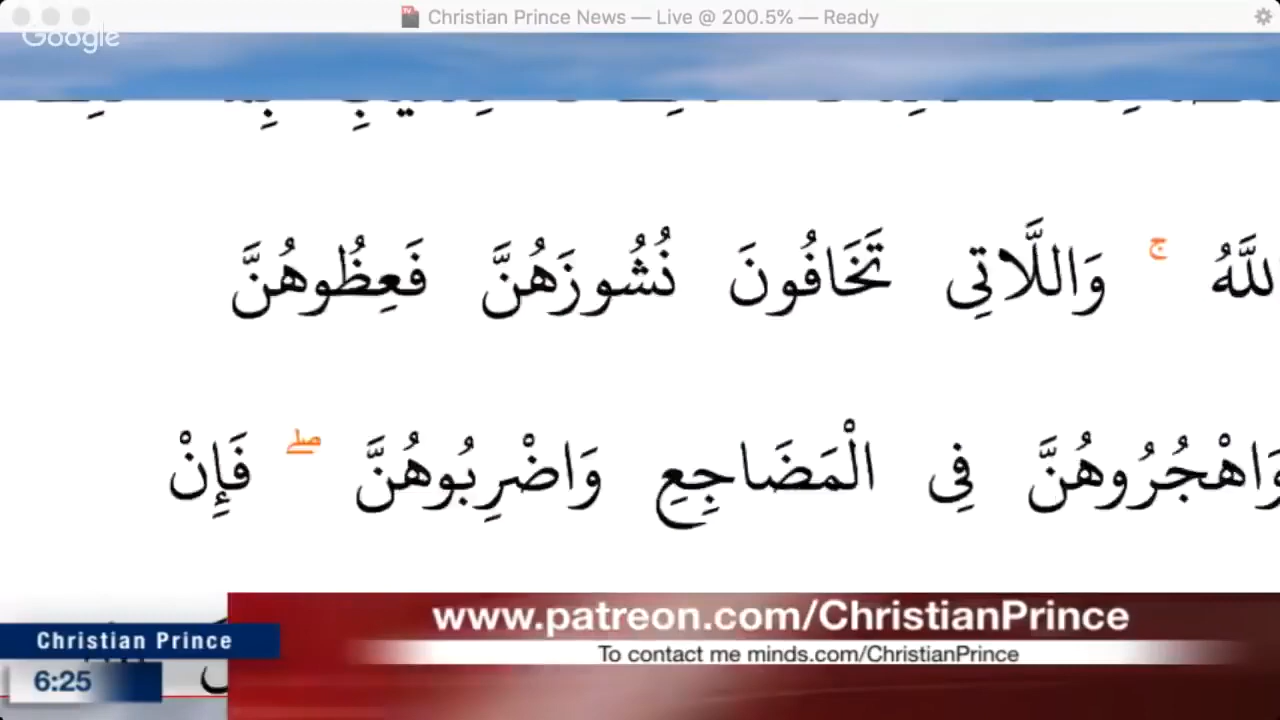 Christian Prince News — Live @ 200.5% — Ready
Google
للَّهُ ۚ وَاللَّاتِي تَخَافُونَ نُشُوزَهُنَّ فَعِظُوهُنَّ
وَاهْجُرُوهُنَّ فِي الْمَضَاجِعِ وَاضْرِبُوهُنَّ ۖ فَإِنْ
www.patreon.com/ChristianPrince
To contact me minds.com/ChristianPrince
Christian Prince
6:25